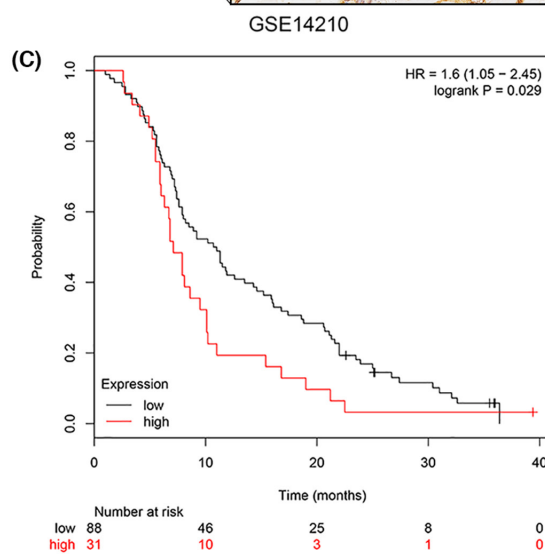 GSE14210
(C)
HR = 1.6 (1.05 − 2.45)
logrank P = 0.029
1.0
0.8
0.6
0.4
0.2
0.0
Probability
Expression
low
high
0 10 20 30 40
Time (months)
Number at risk
low 88 46 25 8 0
high 31 10 3 1 0